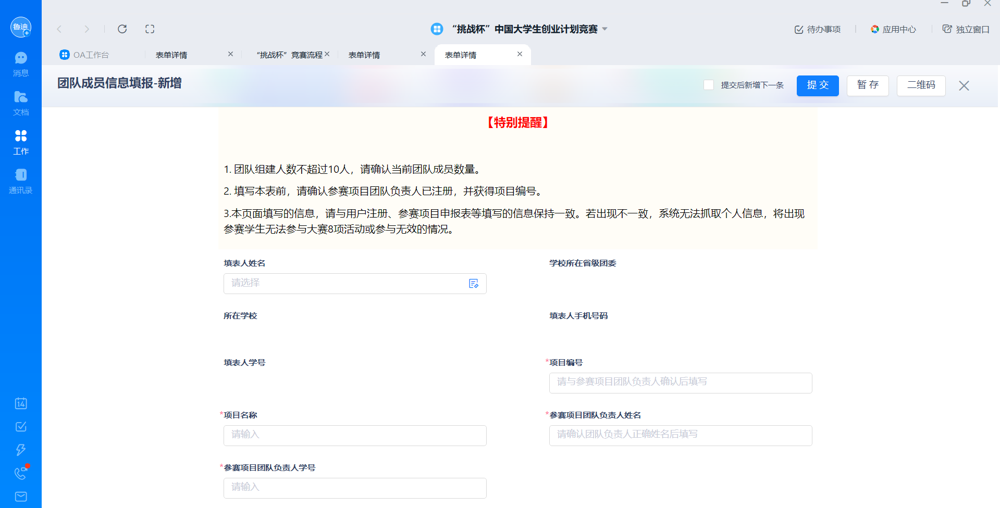 鲁迪
消息
文档
工作
通讯录
14
“挑战杯”中国大学生创业计划竞赛
待办事项
应用中心
独立窗口
OA工作台
表单详情
“挑战杯”竞赛流程
表单详情
表单详情
团队成员信息填报-新增
提交后新增下一条
提 交
暂 存
二维码
【特别提醒】
1. 团队组建人数不超过10人，请确认当前团队成员数量。
2. 填写本表前，请确认参赛项目团队负责人已注册，并获得项目编号。
3.本页面填写的信息，请与用户注册、参赛项目申报表等填写的信息保持一致。若出现不一致，系统无法抓取个人信息，将出现
参赛学生无法参与大赛8项活动或参与无效的情况。
填表人姓名
学校所在省级团委
请选择
所在学校
填表人手机号码
填表人学号
*项目编号
请与参赛项目团队负责人确认后填写
*项目名称
*参赛项目团队负责人姓名
请输入
请确认团队负责人正确姓名后填写
*参赛项目团队负责人学号
请输入